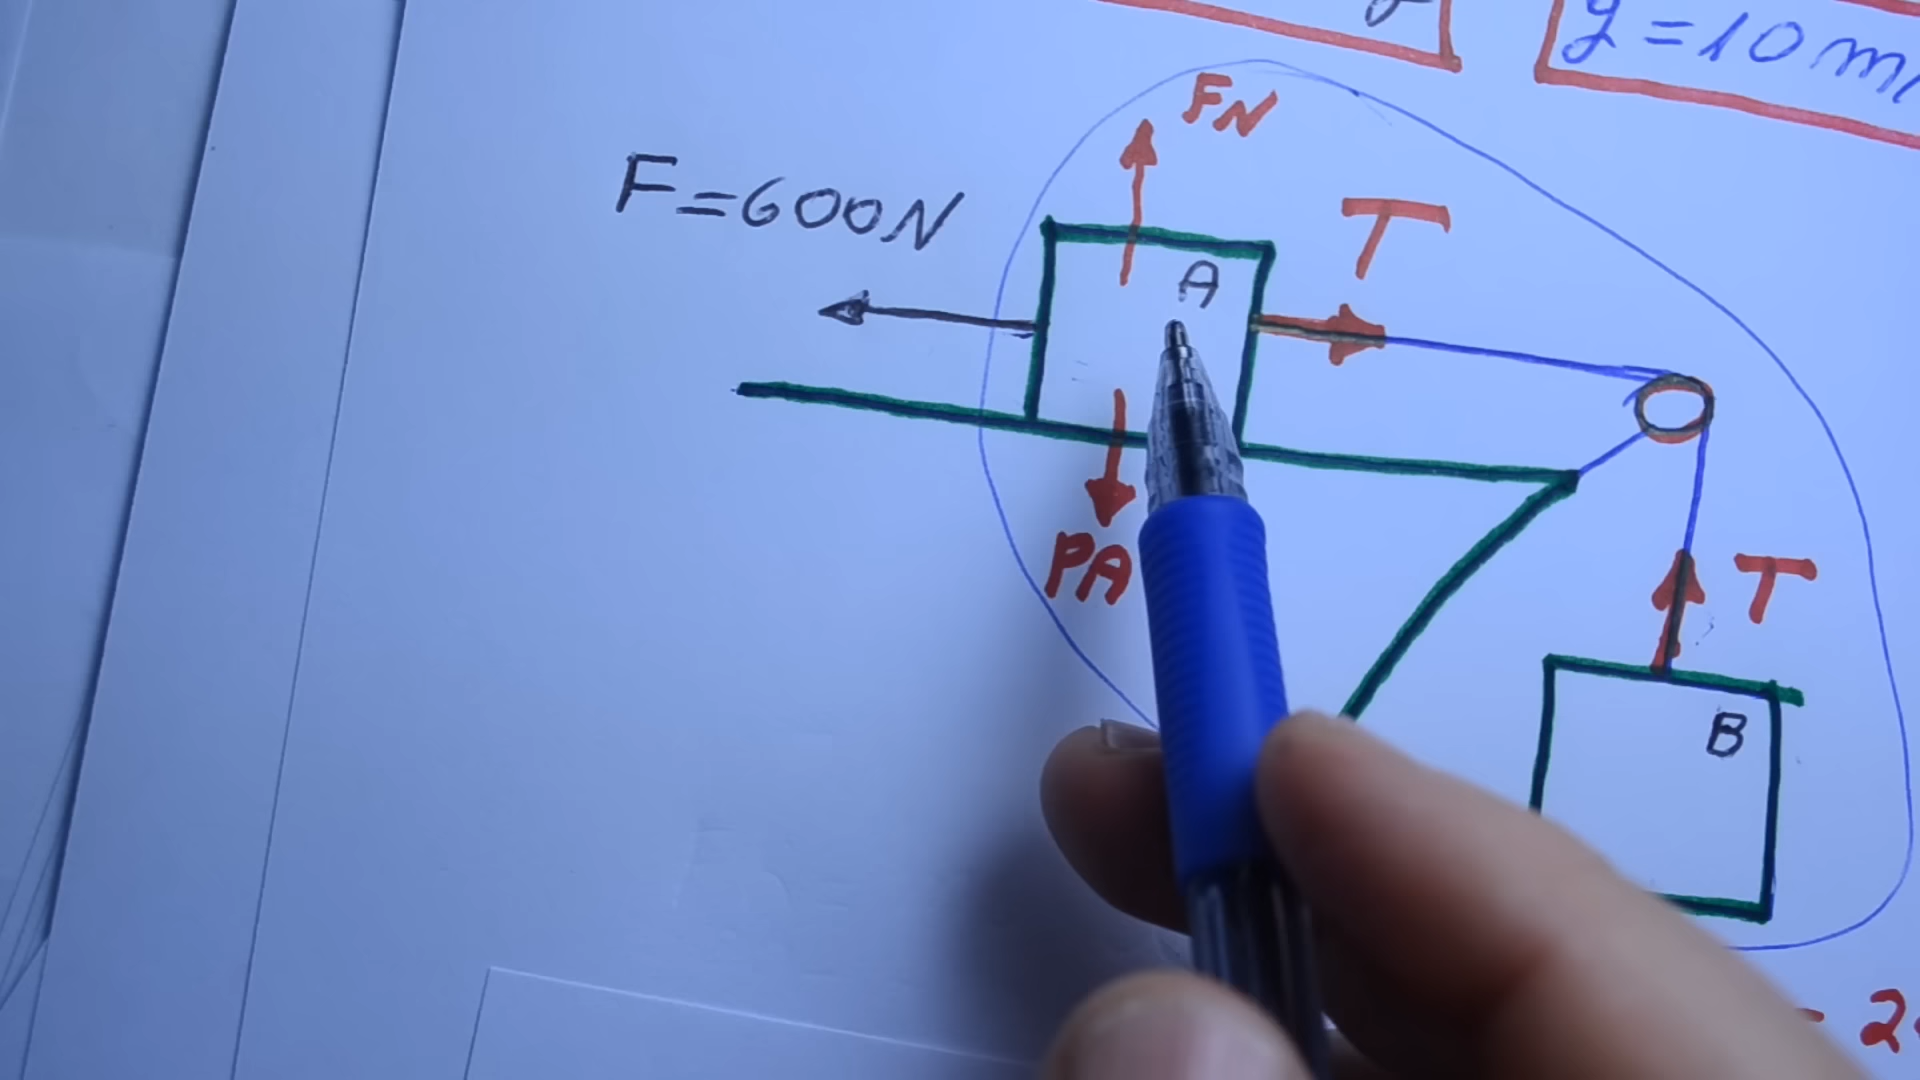 g = 10 m
FN
F = 600N
T
A
PA
T
B